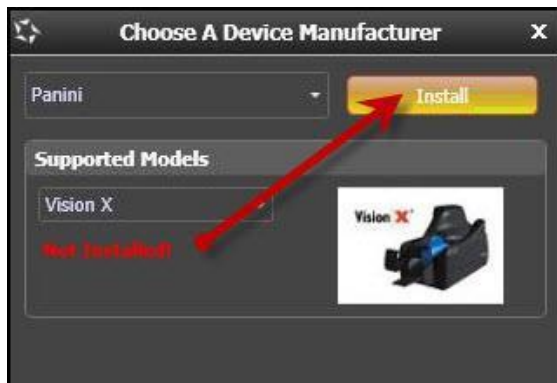 Choose A Device Manufacturer X
Panini Install
Supported Models
Vision X
Vision X
Not Installed!